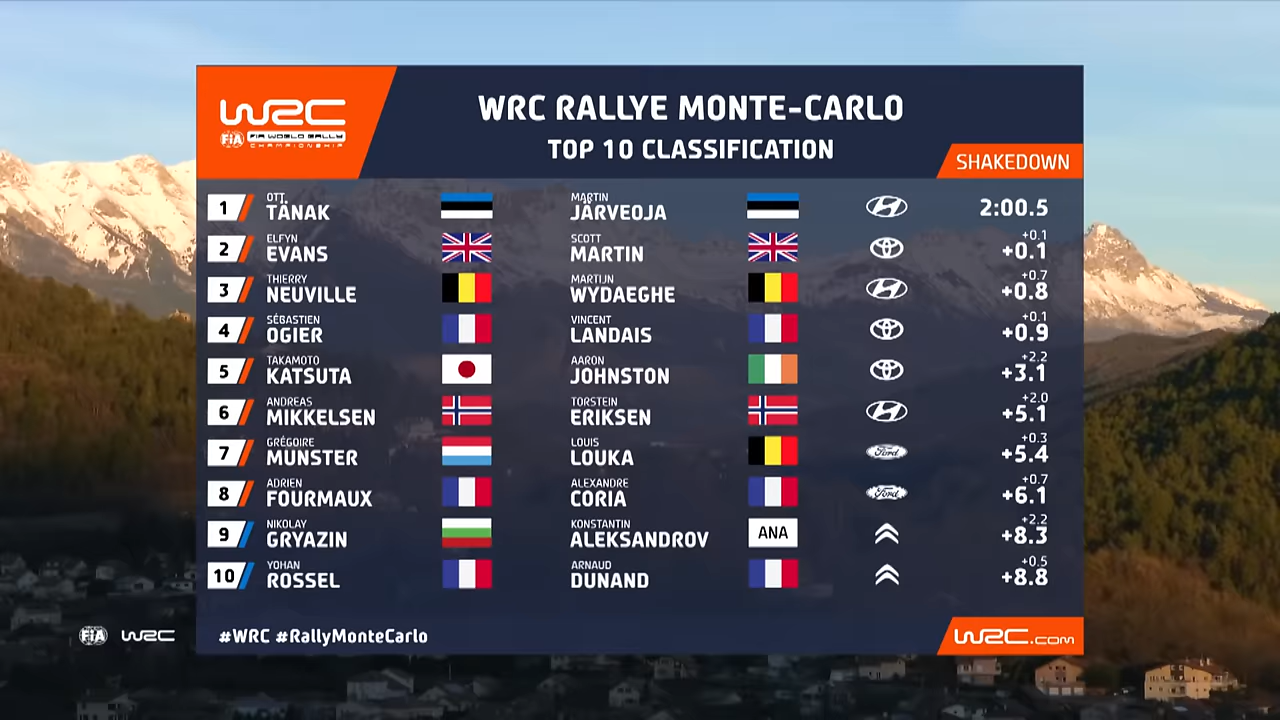 WRC
FIA WORLD RALLY
CHAMPIONSHIP
WRC RALLYE MONTE-CARLO
TOP 10 CLASSIFICATION
SHAKEDOWN
1 OTT TÄNAK MARTIN JÄRVEOJA 2:00.5
2 ELFYN EVANS SCOTT MARTIN +0.1 +0.1
3 THIERRY NEUVILLE MARTIJN WYDAEGHE +0.7 +0.8
4 SÉBASTIEN OGIER VINCENT LANDAIS +0.1 +0.9
5 TAKAMOTO KATSUTA AARON JOHNSTON +2.2 +3.1
6 ANDREAS MIKKELSEN TORSTEIN ERIKSEN +2.0 +5.1
7 GRÉGOIRE MUNSTER LOUIS LOUKA Ford +0.3 +5.4
8 ADRIEN FOURMAUX ALEXANDRE CORIA Ford +0.7 +6.1
9 NIKOLAY GRYAZIN KONSTANTIN ALEKSANDROV ANA +2.2 +8.3
10 YOHAN ROSSEL ARNAUD DUNAND +0.5 +8.8
FIA WRC #WRC #RallyMonteCarlo WRC.COM